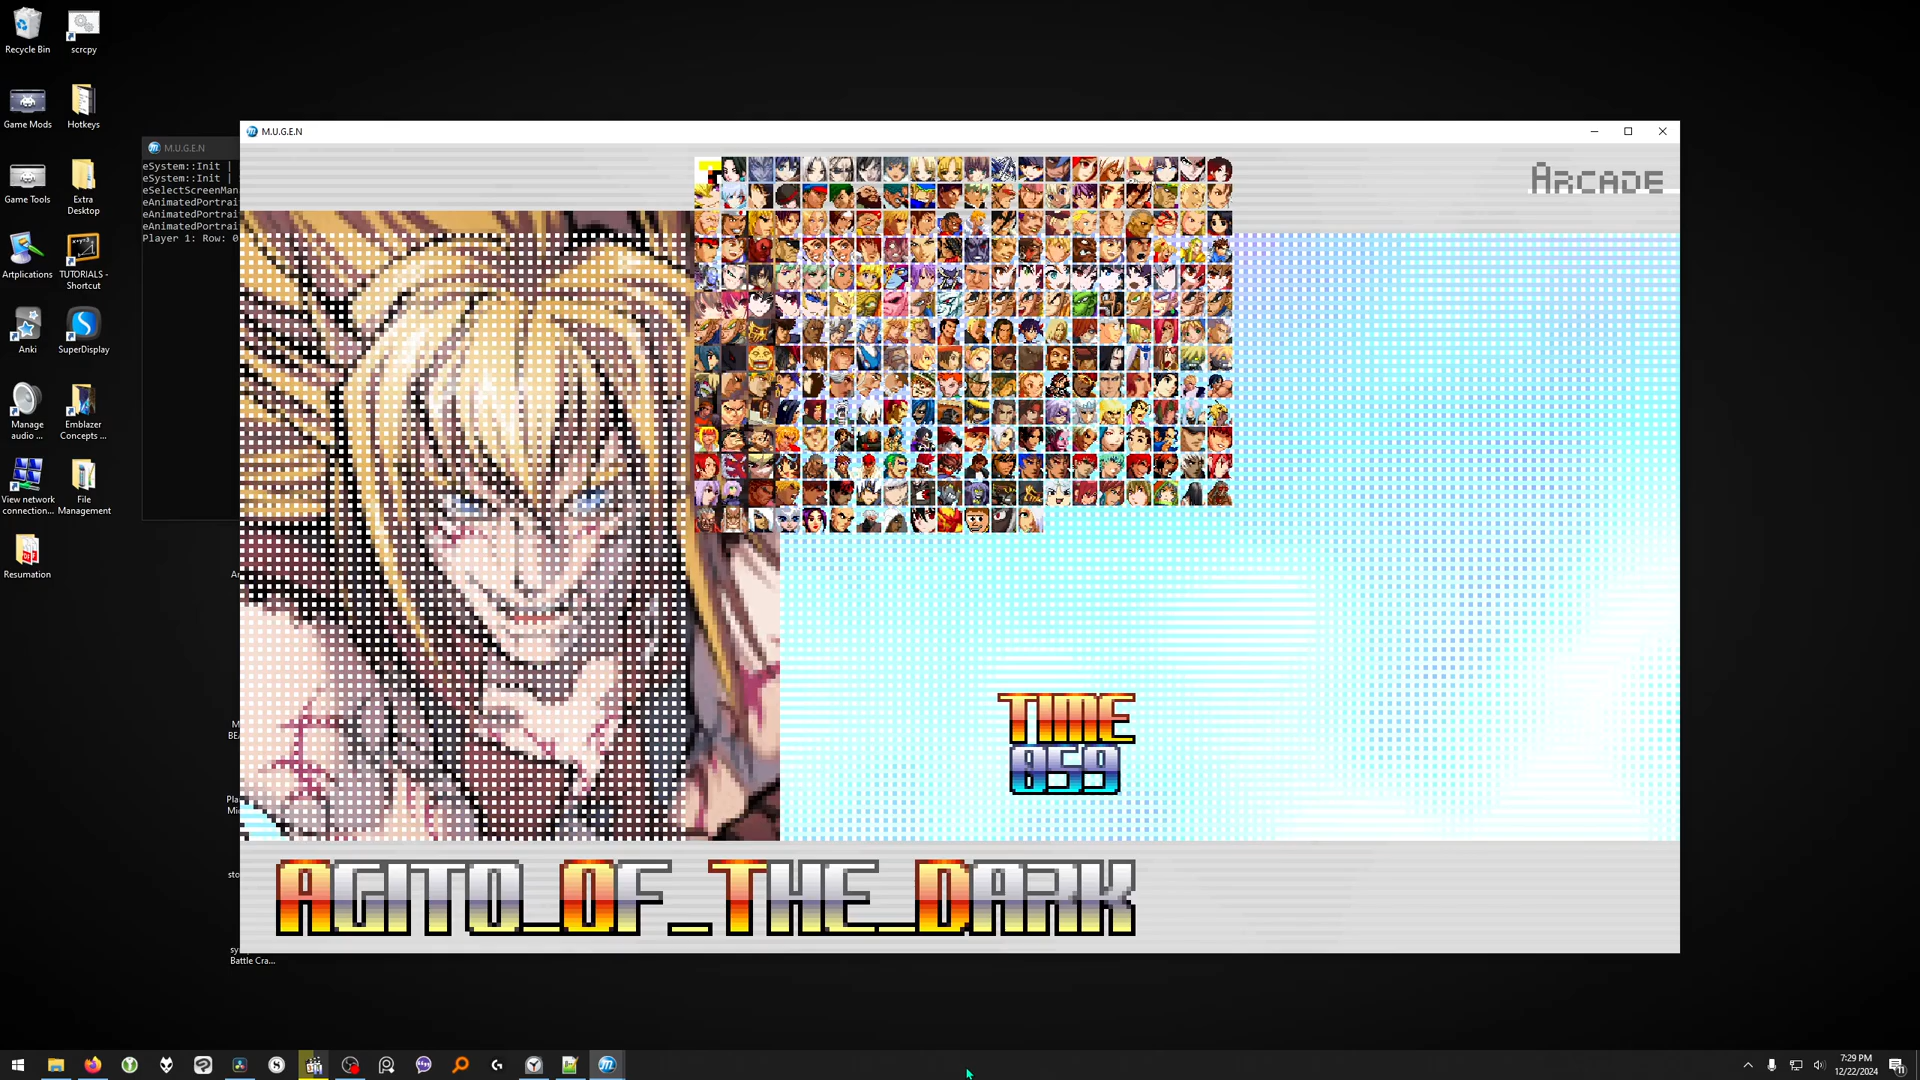 Recycle Bin
scrcpy
Game Mods
Hotkeys
Game Tools
Extra
Desktop
Artplications
TUTORIALS -
Shortcut
Anki
SuperDisplay
Manage
audio ...
Emblazer
Concepts ...
View network
connection...
File
Management
Resumation
M.U.G.E.N
eSystem::Init |
eSystem::Init |
eSelectScreenMan
eAnimatedPortrai
eAnimatedPortrai
eAnimatedPortrai
Player 1: Row: 0
M.U.G.E.N
Arcade
TIME
059
Agito_Of_The_Dark
Battle Cra...
7:29 PM
12/22/2024